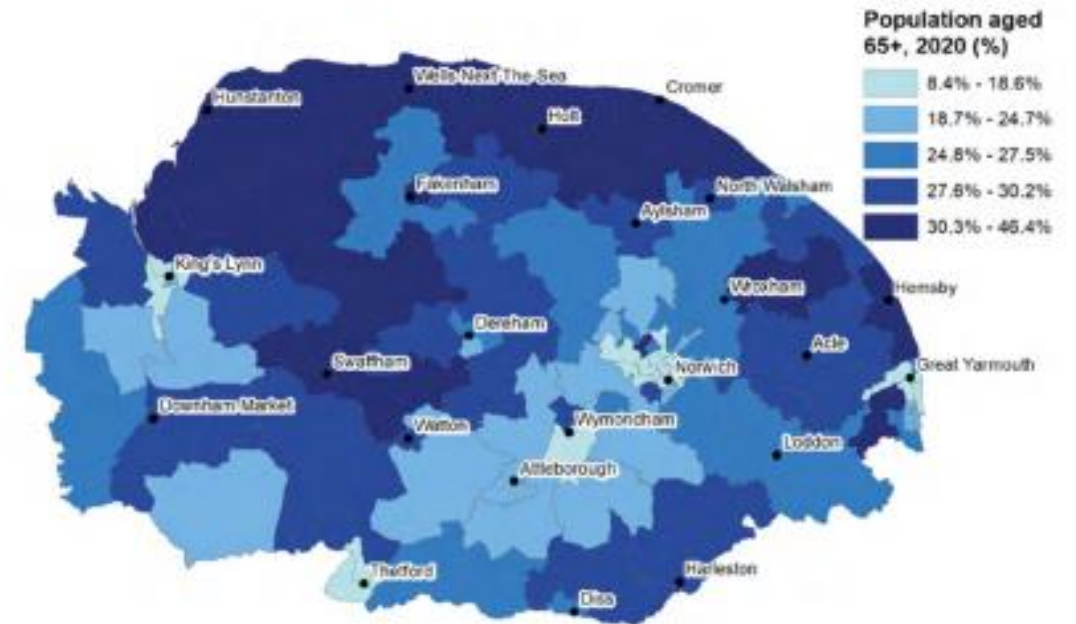 Population aged
65+, 2020 (%)
8.4% - 18.6%
18.7% - 24.7%
24.8% - 27.5%
27.6% - 30.2%
30.3% - 46.4%
Wells-Next-The-Sea
Cromer
Hunstanton
Holt
Fakenham
North Walsham
Aylsham
King's Lynn
Wroxham
Hemsby
Dereham
Acle
Swaffham
Norwich
Great Yarmouth
Downham Market
Watton
Wymondham
Loddon
Attleborough
Thetford
Harleston
Diss